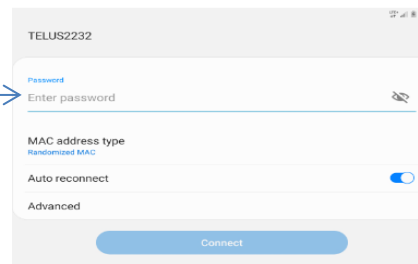 TELUS2232
Password
Enter password
MAC address type
Randomized MAC
Auto reconnect
Advanced
Connect